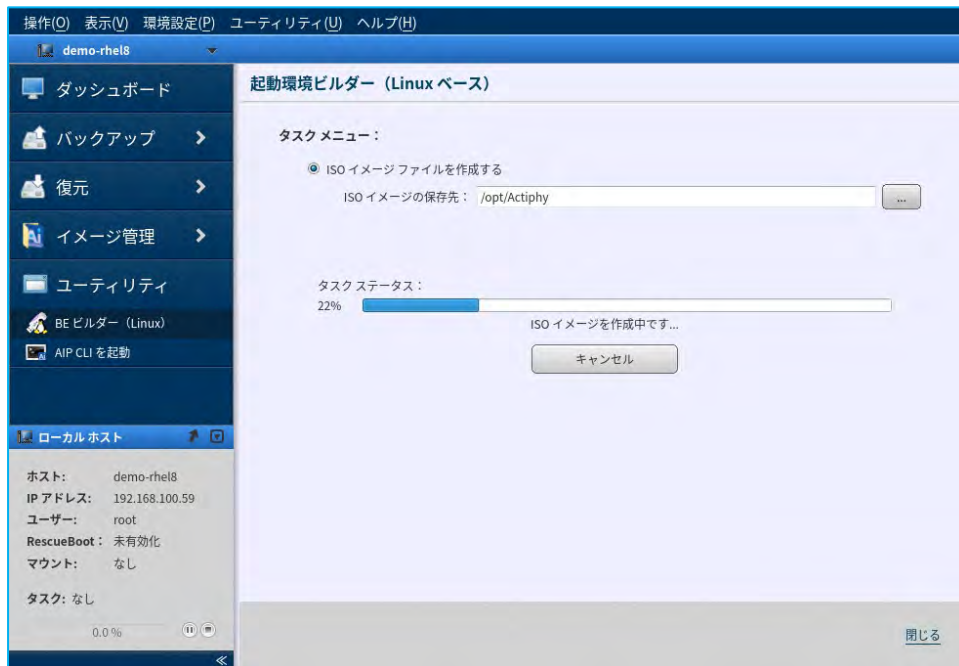 操作(O) 表示(V) 環境設定(P) ユーティリティ(U) ヘルプ(H)
demo-rhel8
ダッシュボード
バックアップ
復元
イメージ管理
ユーティリティ
BE ビルダー（Linux）
AIP CLI を起動
ローカル ホスト
ホスト: demo-rhel8
IP アドレス: 192.168.100.59
ユーザー: root
RescueBoot： 未有効化
マウント: なし
タスク: なし
0.0 %
起動環境ビルダー（Linux ベース）
タスク メニュー：
ISO イメージ ファイルを作成する
ISO イメージの保存先： /opt/Actiphy ...
タスク ステータス：
22%
ISO イメージを作成中です...
キャンセル
閉じる